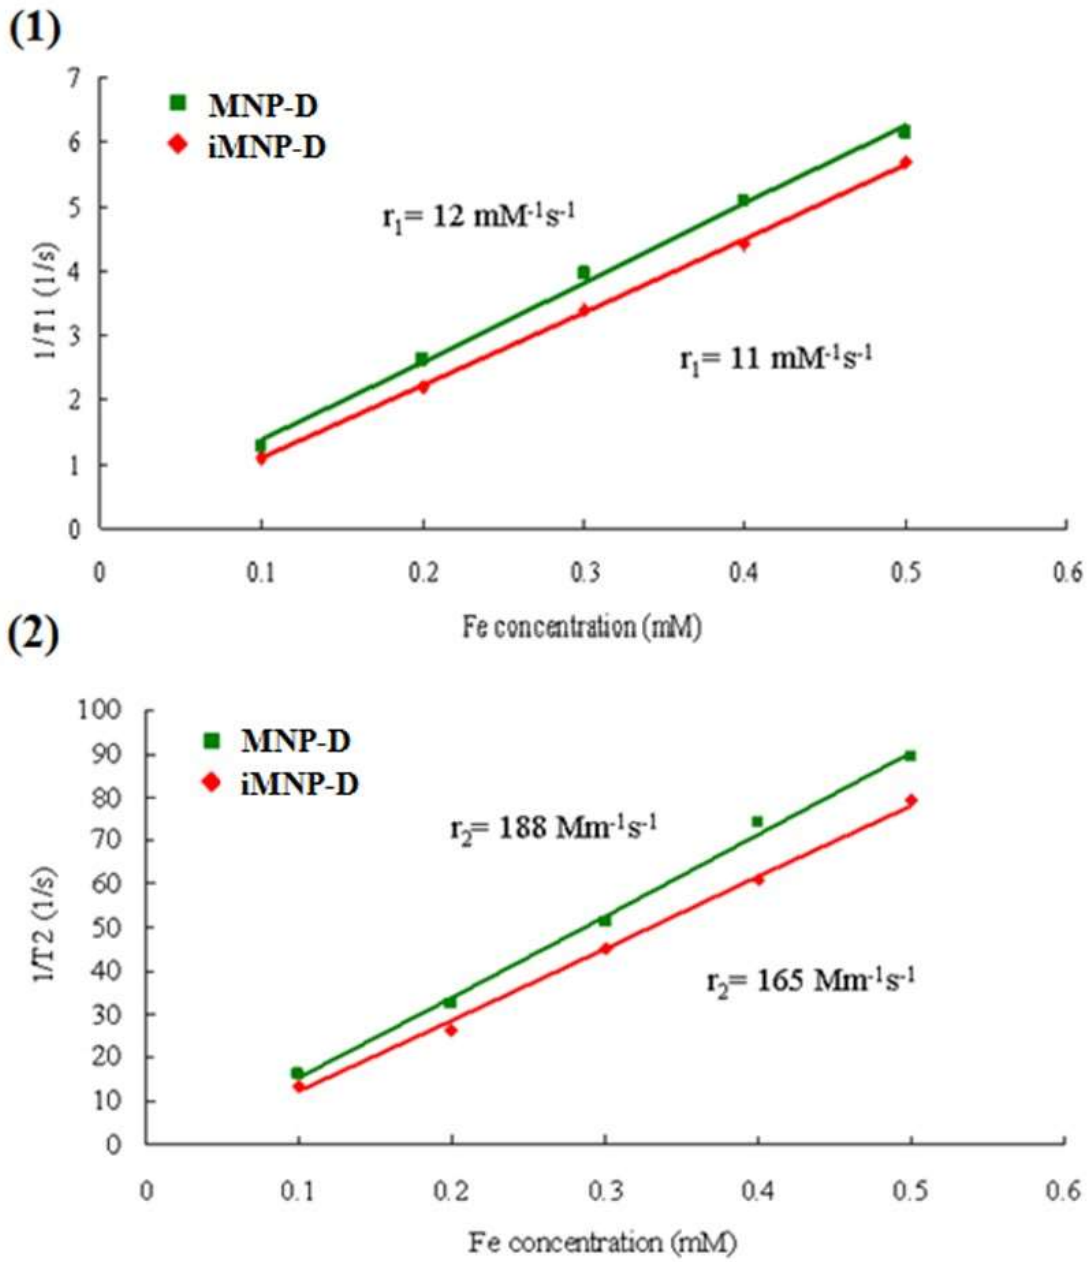 (1)
7
MNP-D
6
iMNP-D
5
r₁= 12 mM⁻¹s⁻¹
4
1/T1 (1/s)
3
r₁= 11 mM⁻¹s⁻¹
2
1
0
0 0.1 0.2 0.3 0.4 0.5 0.6
Fe concentration (mM)
(2)
100
MNP-D
90
iMNP-D
80
r₂= 188 Mm⁻¹s⁻¹
70
60
1/T2 (1/s)
50
40
r₂= 165 Mm⁻¹s⁻¹
30
20
10
0
0 0.1 0.2 0.3 0.4 0.5 0.6
Fe concentration (mM)